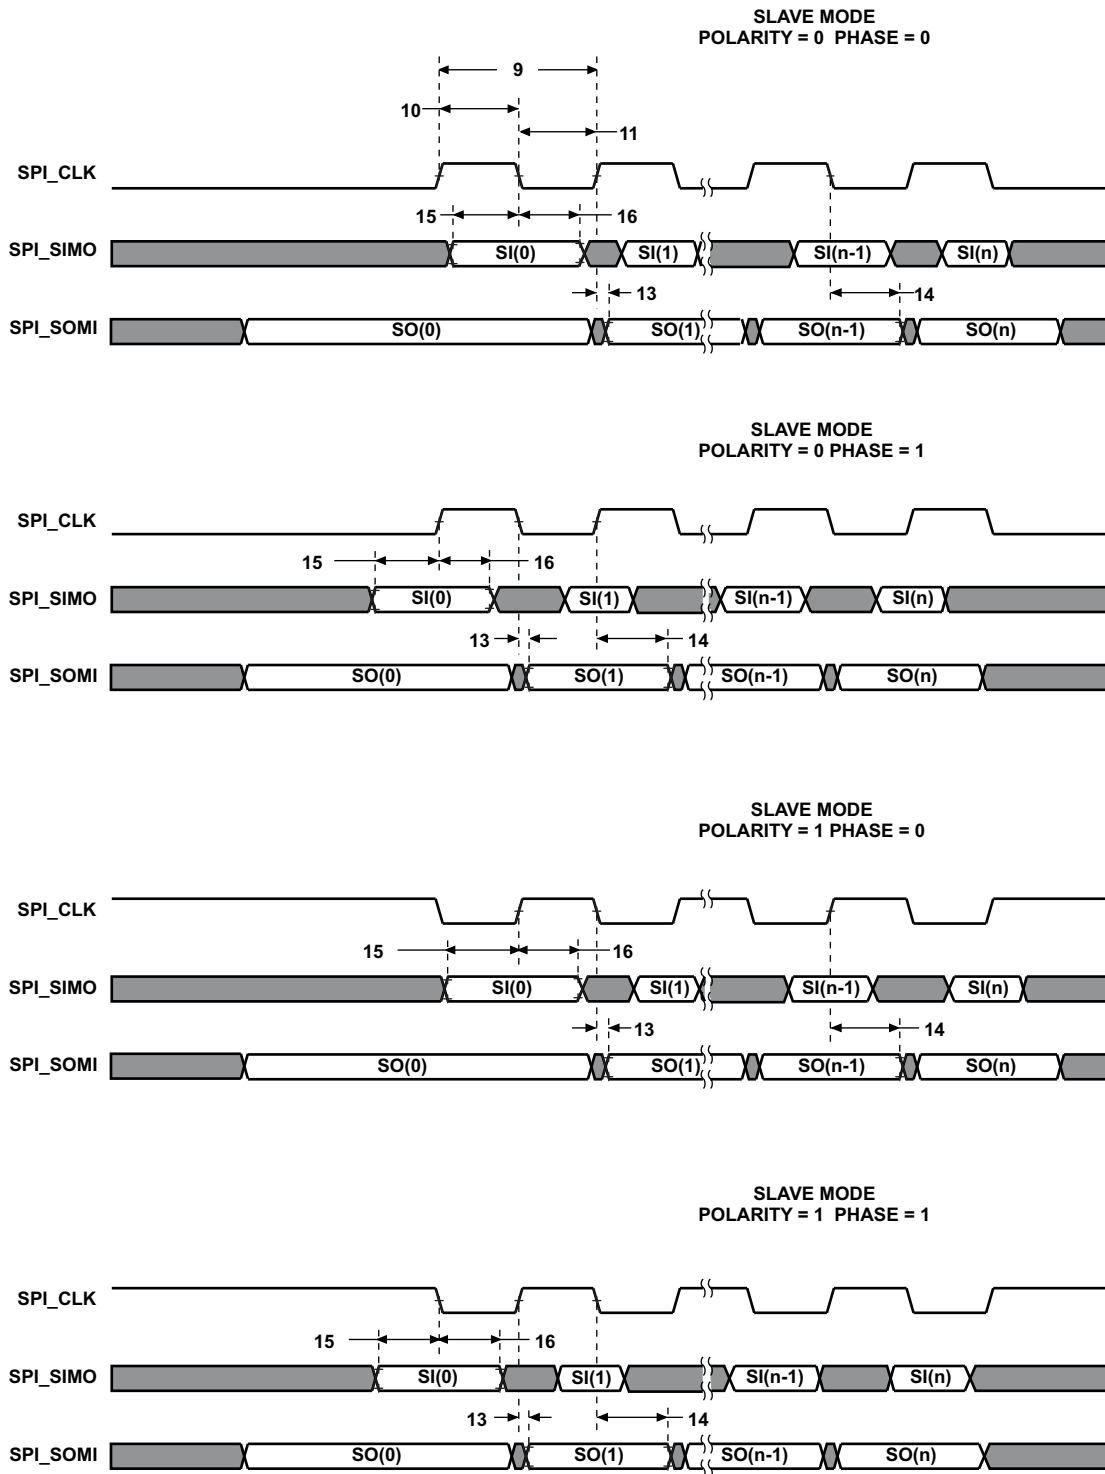 SLAVE MODE
POLARITY = 0 PHASE = 0
9
10
11
SPI_CLK
15
16
SPI_SIMO
SI(0)
SI(1)
SI(n-1)
SI(n)
13
14
SPI_SOMI
SO(0)
SO(1)
SO(n-1)
SO(n)
SLAVE MODE
POLARITY = 0 PHASE = 1
SPI_CLK
15
16
SPI_SIMO
SI(0)
SI(1)
SI(n-1)
SI(n)
13
14
SPI_SOMI
SO(0)
SO(1)
SO(n-1)
SO(n)
SLAVE MODE
POLARITY = 1 PHASE = 0
SPI_CLK
15
16
SPI_SIMO
SI(0)
SI(1)
SI(n-1)
SI(n)
13
14
SPI_SOMI
SO(0)
SO(1)
SO(n-1)
SO(n)
SLAVE MODE
POLARITY = 1 PHASE = 1
SPI_CLK
15
16
SPI_SIMO
SI(0)
SI(1)
SI(n-1)
SI(n)
13
14
SPI_SOMI
SO(0)
SO(1)
SO(n-1)
SO(n)